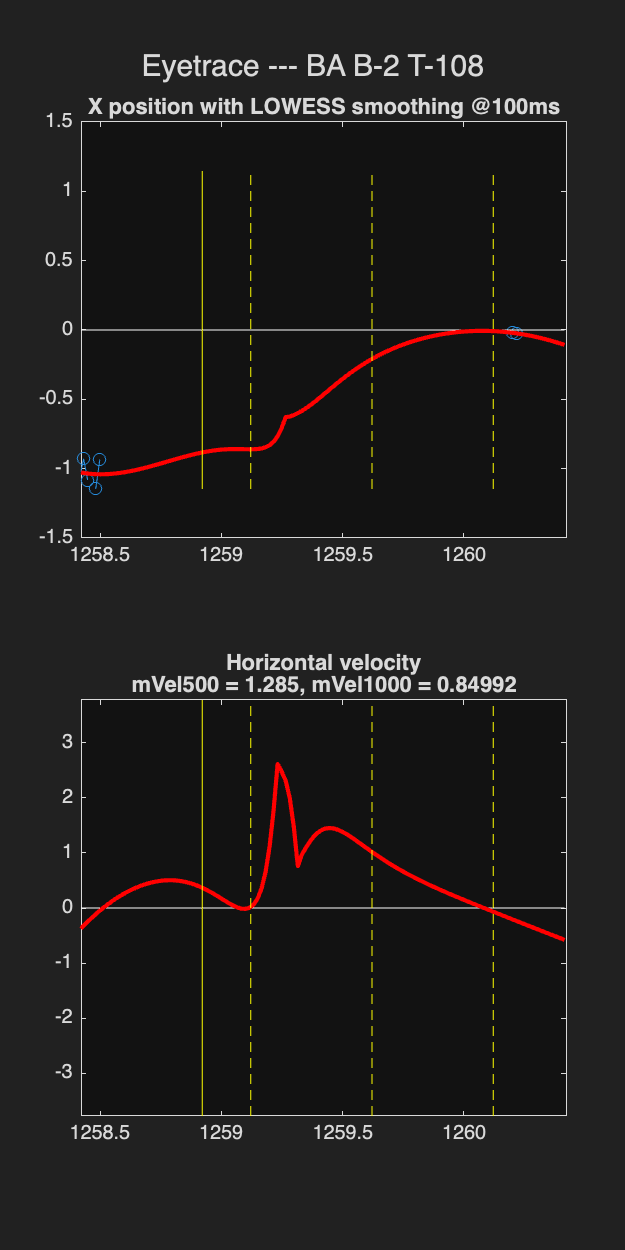 Eyetrace --- BA B-2 T-108
X position with LOWESS smoothing @100ms
1.5
1
0.5
0
-0.5
-1
-1.5
1258.5 1259 1259.5 1260
Horizontal velocity
mVel500 = 1.285, mVel1000 = 0.84992
3
2
1
0
-1
-2
-3
1258.5 1259 1259.5 1260